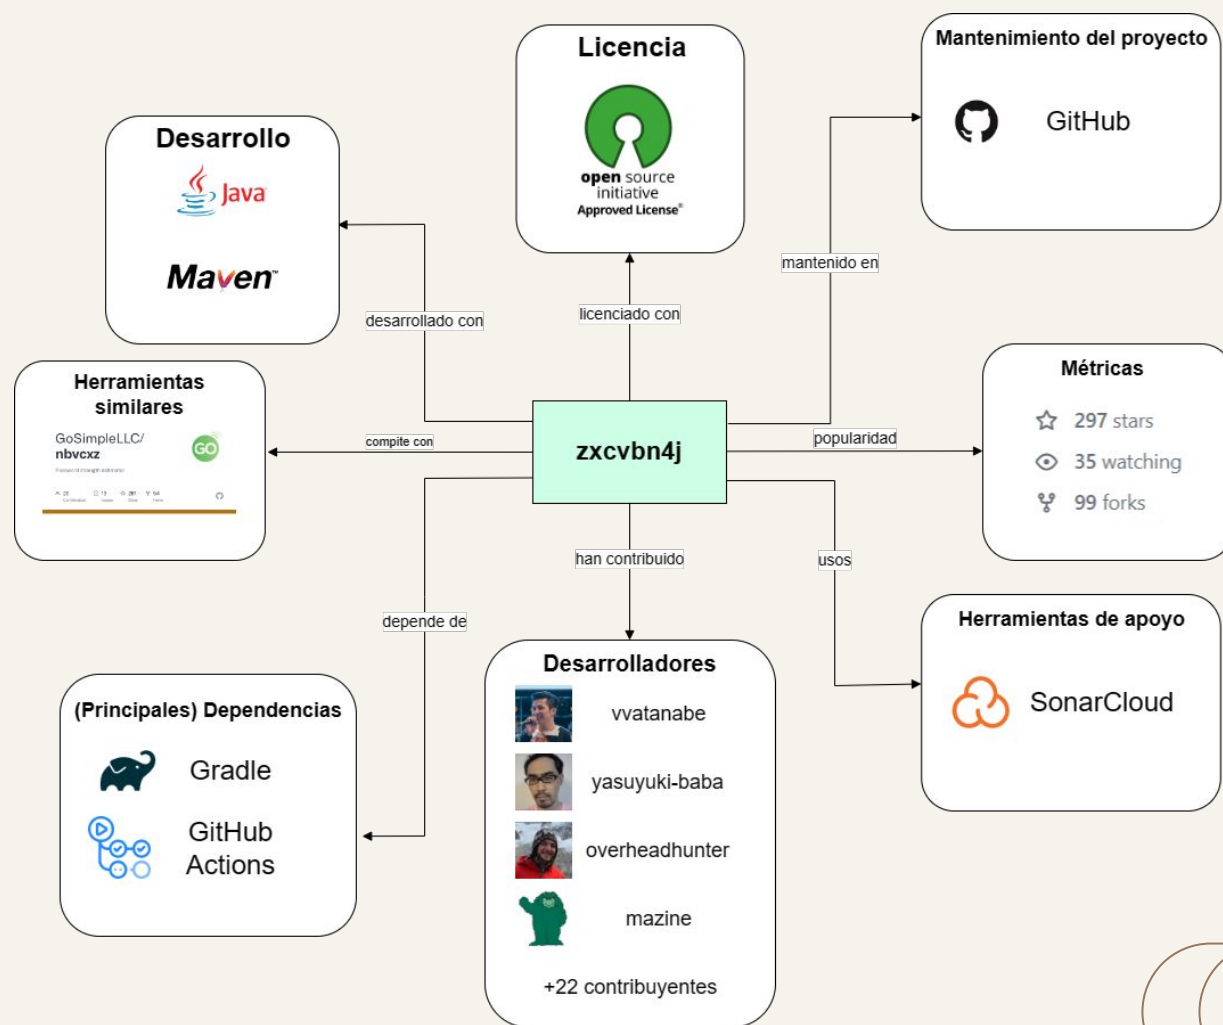 Licencia
open source
initiative
Approved License®
Mantenimiento del proyecto
GitHub
Desarrollo
Java
Maven™
mantenido en
desarrollado con
licenciado con
Herramientas
similares
GoSimpleLLC/
nbvcxz
GO
compite con
zxcvbn4j
popularidad
Métricas
297 stars
35 watching
99 forks
han contribuido
usos
depende de
Herramientas de apoyo
SonarCloud
(Principales) Dependencias
Gradle
GitHub
Actions
Desarrolladores
vvatanabe
yasuyuki-baba
overheadhunter
mazine
+22 contribuyentes